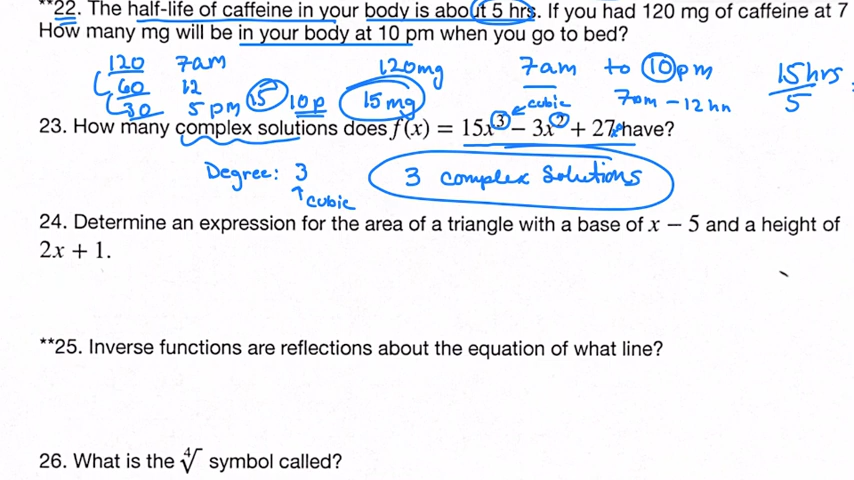 **22. The half-life of caffeine in your body is about 5 hrs. If you had 120 mg of caffeine at 7
How many mg will be in your body at 10 pm when you go to bed?
120 7am 120mg 7am to 10pm 15hrs
60 12 15 10p 15mg 7am - 12hn 5
30 5pm cubic
23. How many complex solutions does f(x) = 15x³ − 3x² + 27 have?
Degree: 3 3 complex solutions
↑cubic
24. Determine an expression for the area of a triangle with a base of x − 5 and a height of
2x + 1.
**25. Inverse functions are reflections about the equation of what line?
26. What is the ∜ symbol called?